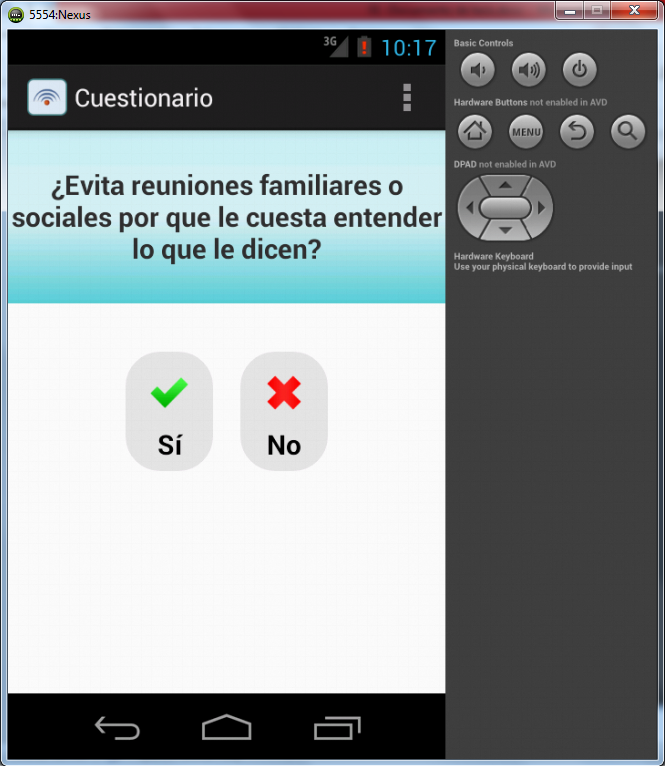 5554:Nexus
3G 10:17
Cuestionario
¿Evita reuniones familiares o
sociales por que le cuesta entender
lo que le dicen?
Sí
No
Basic Controls
Hardware Buttons not enabled in AVD
MENU
DPAD not enabled in AVD
Hardware Keyboard
Use your physical keyboard to provide input